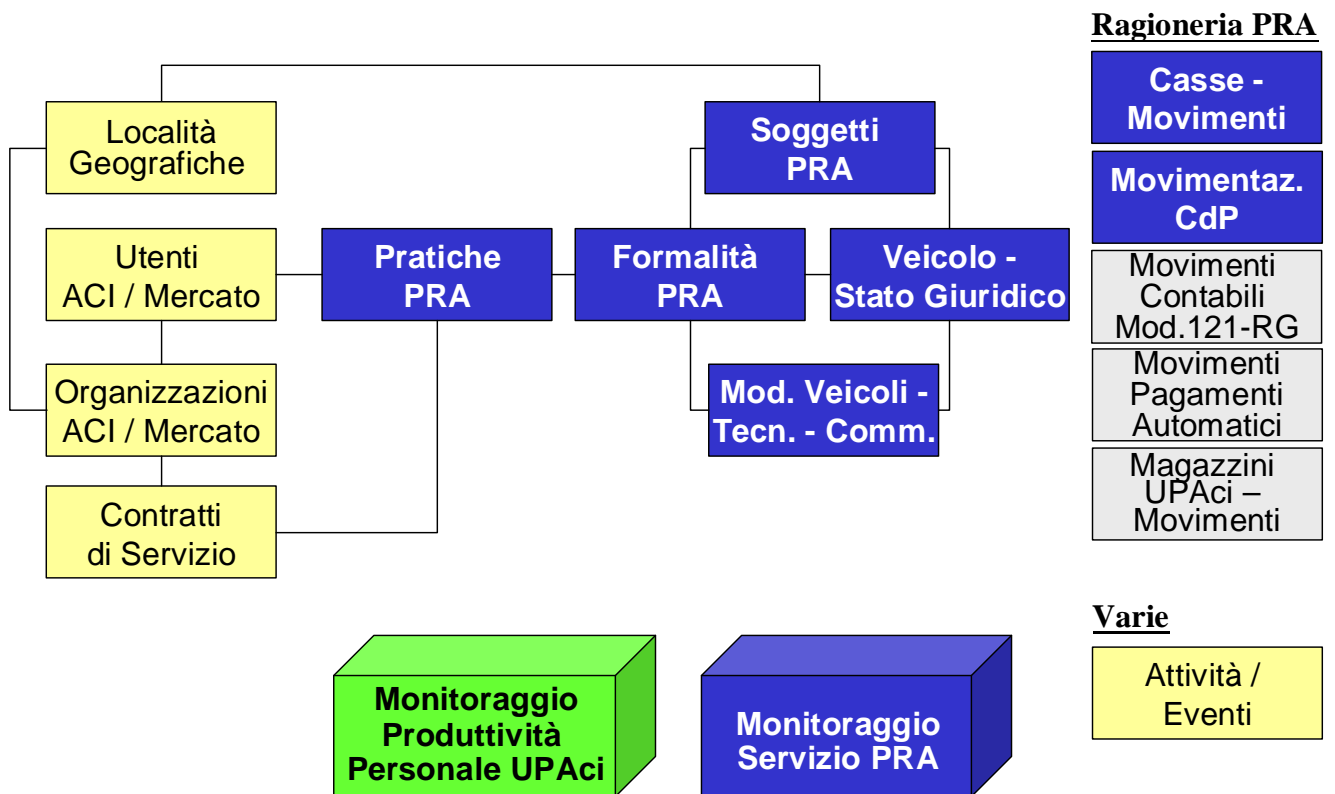 Ragioneria PRA
Casse -
Movimenti
Movimentaz.
CdP
Movimenti
Contabili
Mod.121-RG
Movimenti
Pagamenti
Automatici
Magazzini
UPAci –
Movimenti
Località
Geografiche
Soggetti
PRA
Utenti
ACI / Mercato
Pratiche
PRA
Formalità
PRA
Veicolo -
Stato Giuridico
Organizzazioni
ACI / Mercato
Mod. Veicoli -
Tecn. - Comm.
Contratti
di Servizio
Monitoraggio
Produttività
Personale UPAci
Monitoraggio
Servizio PRA
Varie
Attività /
Eventi